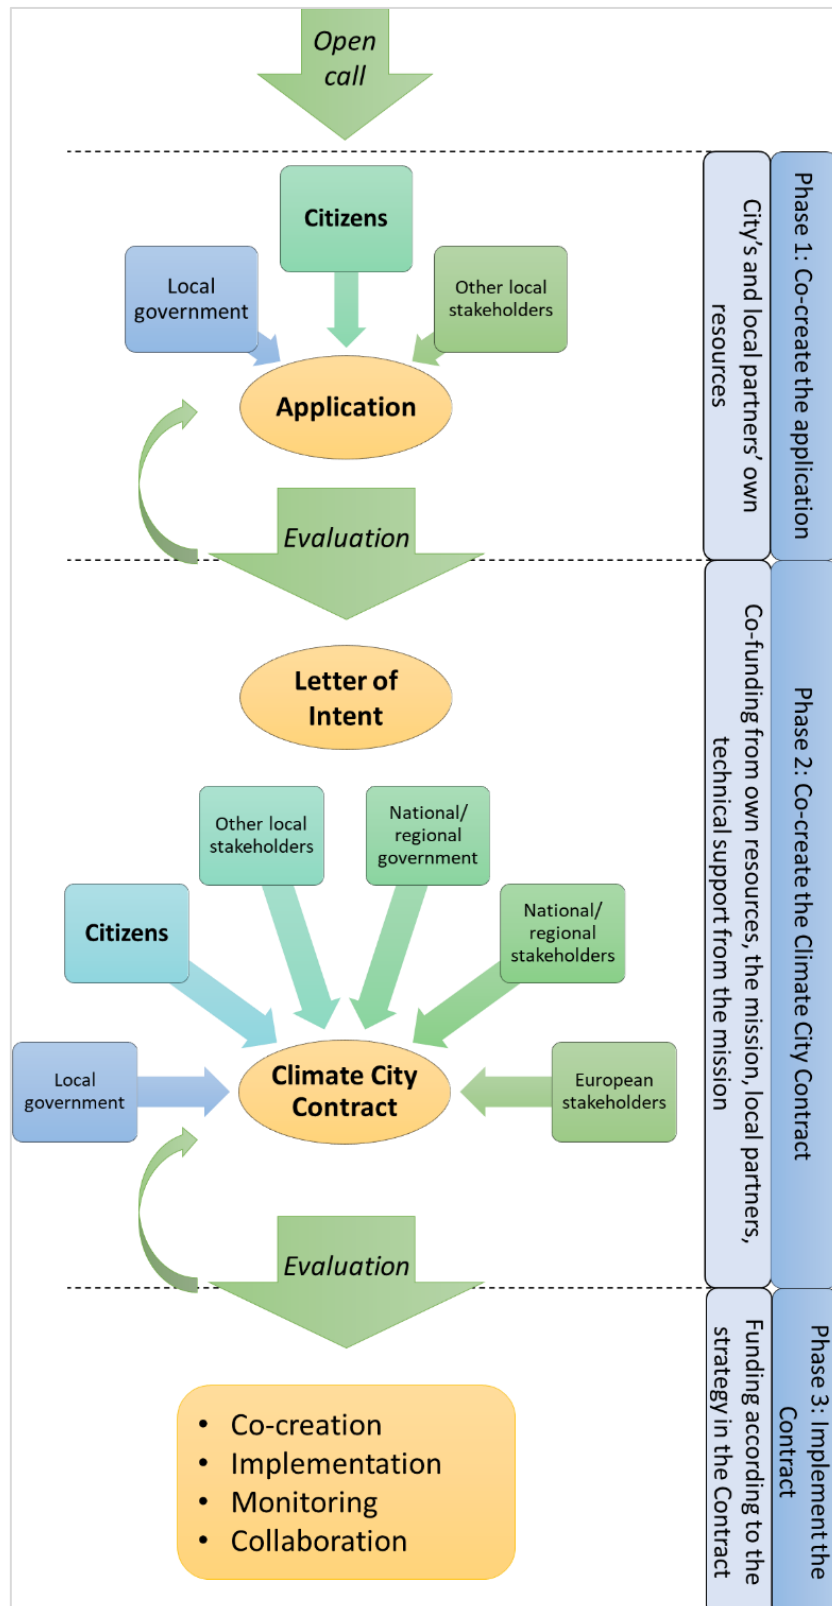 Open
call
Citizens
Local
government
Other local
stakeholders
Application
Evaluation
Phase 1: Co-create the application
City's and local partners' own
resources
Letter of
Intent
Other local
stakeholders
National/
regional
government
Citizens
National/
regional
stakeholders
Local
government
Climate City
Contract
European
stakeholders
Evaluation
Phase 2: Co-create the Climate City Contract
Co-funding from own resources, the mission, local partners,
technical support from the mission
• Co-creation
• Implementation
• Monitoring
• Collaboration
Phase 3: Implement the
Contract
Funding according to the
strategy in the Contract